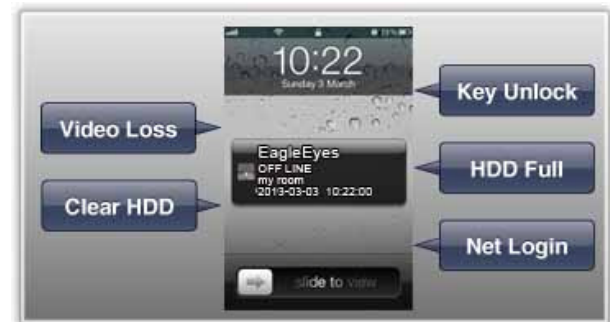 10:22
Sunday 3 March
Key Unlock
Video Loss
EagleEyes
OFF LINE
my room
2013-03-03 10:22:00
HDD Full
Clear HDD
Net Login
slide to view